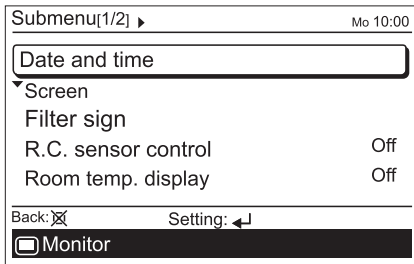 Submenu[1/2] Mo 10:00
Date and time
Screen
Filter sign
R.C. sensor control Off
Room temp. display Off
Back: Setting:
Monitor